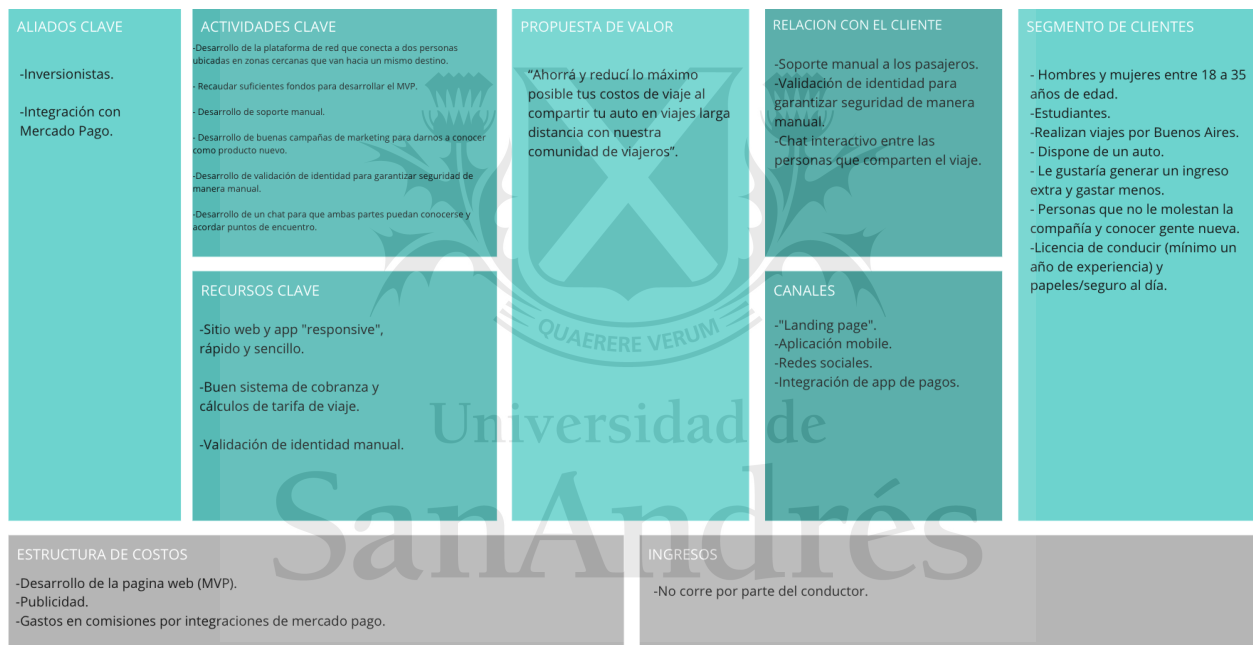 ALIADOS CLAVE
-Inversionistas.
-Integración con
Mercado Pago.
ACTIVIDADES CLAVE
-Desarrollo de la plataforma de red que conecta a dos personas
ubicadas en zonas cercanas que van hacia un mismo destino.
- Recaudar suficientes fondos para desarrollar el MVP.
- Desarrollo de soporte manual.
- Desarrollo de buenas campañas de marketing para darnos a conocer
como producto nuevo.
-Desarrollo de validación de identidad para garantizar seguridad de
manera manual.
-Desarrollo de un chat para que ambas partes puedan conocerse y
acordar puntos de encuentro.
RECURSOS CLAVE
-Sitio web y app "responsive",
rápido y sencillo.
-Buen sistema de cobranza y
cálculos de tarifa de viaje.
-Validación de identidad manual.
PROPUESTA DE VALOR
“Ahorrá y reducí lo máximo
posible tus costos de viaje al
compartir tu auto en viajes larga
distancia con nuestra
comunidad de viajeros”.
RELACION CON EL CLIENTE
-Soporte manual a los pasajeros.
-Validación de identidad para
garantizar seguridad de manera
manual.
-Chat interactivo entre las
personas que comparten el viaje.
CANALES
-"Landing page".
-Aplicación mobile.
-Redes sociales.
-Integración de app de pagos.
SEGMENTO DE CLIENTES
- Hombres y mujeres entre 18 a 35
años de edad.
-Estudiantes.
-Realizan viajes por Buenos Aires.
- Dispone de un auto.
- Le gustaría generar un ingreso
extra y gastar menos.
- Personas que no le molestan la
compañía y conocer gente nueva.
-Licencia de conducir (mínimo un
año de experiencia) y
papeles/seguro al día.
ESTRUCTURA DE COSTOS
-Desarrollo de la pagina web (MVP).
-Publicidad.
-Gastos en comisiones por integraciones de mercado pago.
INGRESOS
-No corre por parte del conductor.
QUAERERE VERUM
Universidad de
SanAndrés